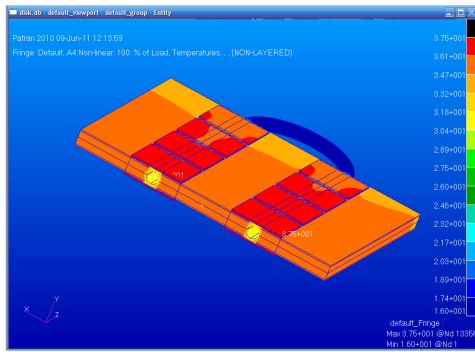 disk.db - default_viewport - default_group - Entity
Patran 2010 09-Jun-11 12:13:59
Fringe: Default, A4:Non-linear: 100. % of Load, Temperatures, . , (NON-LAYERED)
3.75+001
3.61+001
3.47+001
3.32+001
3.18+001
3.04+001
2.89+001
2.75+001
2.60+001
2.46+001
2.32+001
2.17+001
2.03+001
1.89+001
1.74+001
1.60+001
3.75+001
X
Y
Z
default_Fringe :
Max 3.75+001 @Nd
Min 1.60+001 @Nd 1